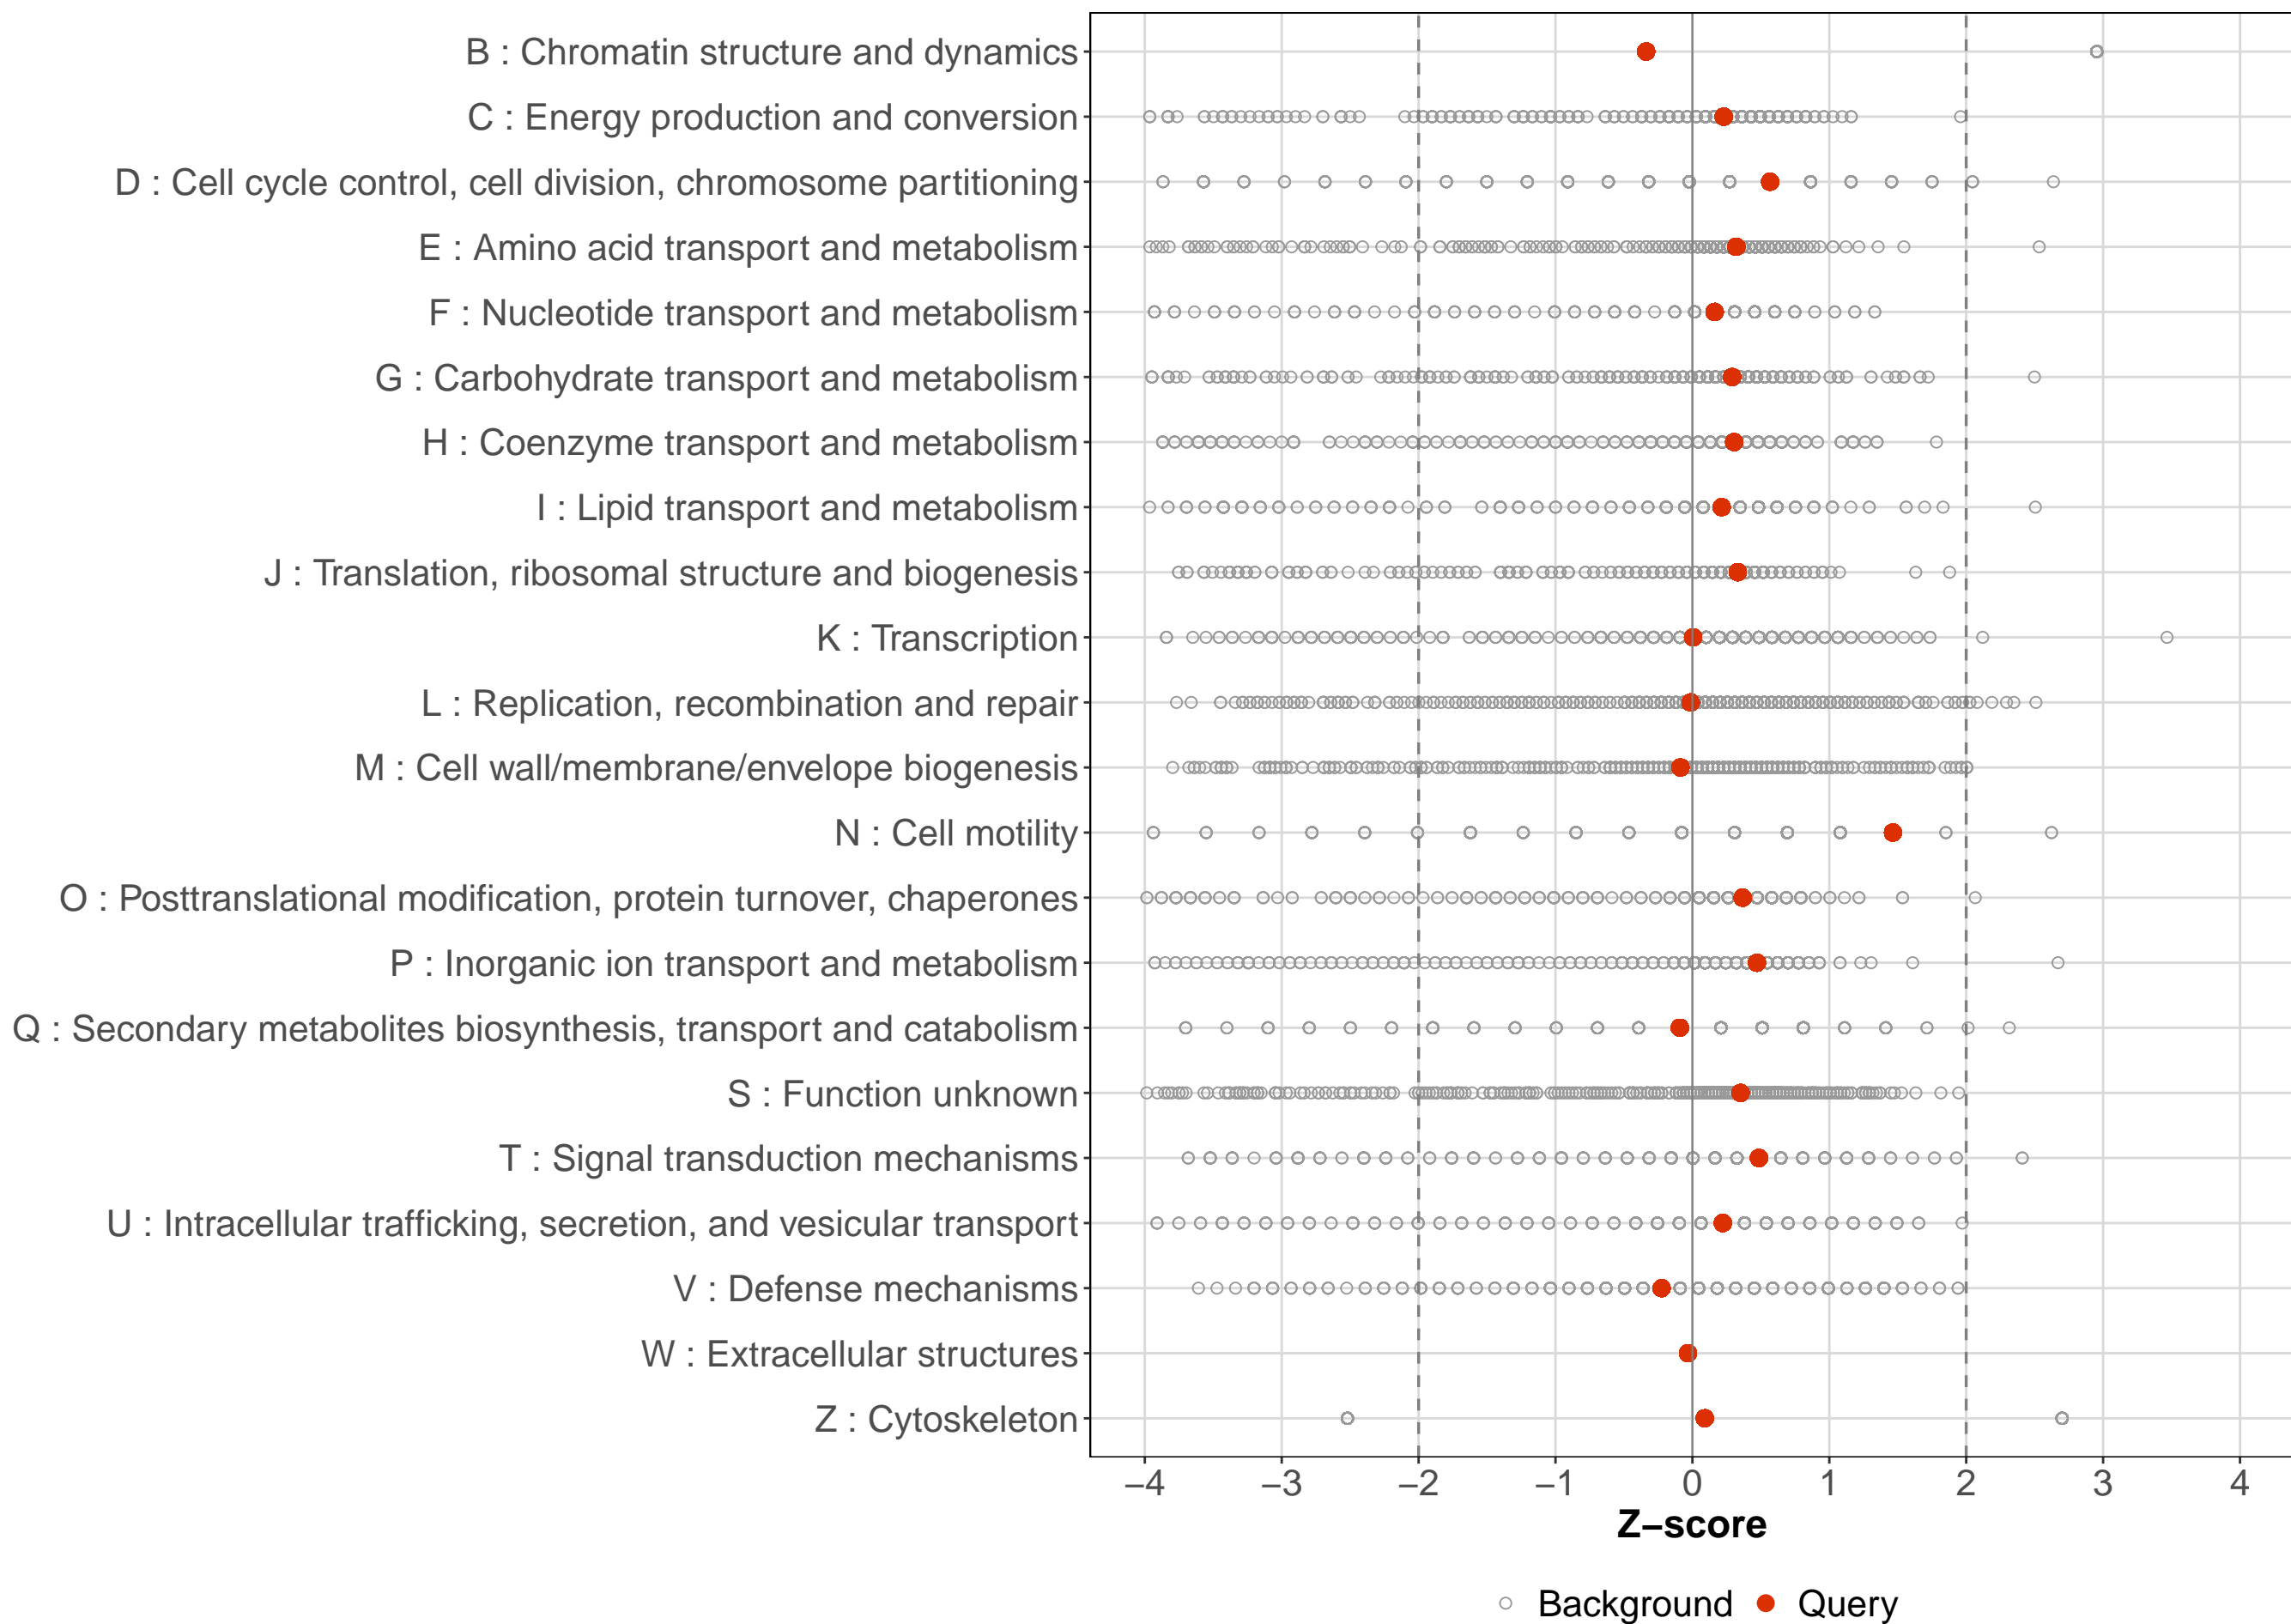 B : Chromatin structure and dynamics
C : Energy production and conversion
D : Cell cycle control, cell division, chromosome partitioning
E : Amino acid transport and metabolism
F : Nucleotide transport and metabolism
G : Carbohydrate transport and metabolism
H : Coenzyme transport and metabolism
I : Lipid transport and metabolism
J : Translation, ribosomal structure and biogenesis
K : Transcription
L : Replication, recombination and repair
M : Cell wall/membrane/envelope biogenesis
N : Cell motility
O : Posttranslational modification, protein turnover, chaperones
P : Inorganic ion transport and metabolism
Q : Secondary metabolites biosynthesis, transport and catabolism
S : Function unknown
T : Signal transduction mechanisms
U : Intracellular trafficking, secretion, and vesicular transport
V : Defense mechanisms
W : Extracellular structures
Z : Cytoskeleton
−4 −3 −2 −1 0 1 2 3 4
Z−score
Background Query